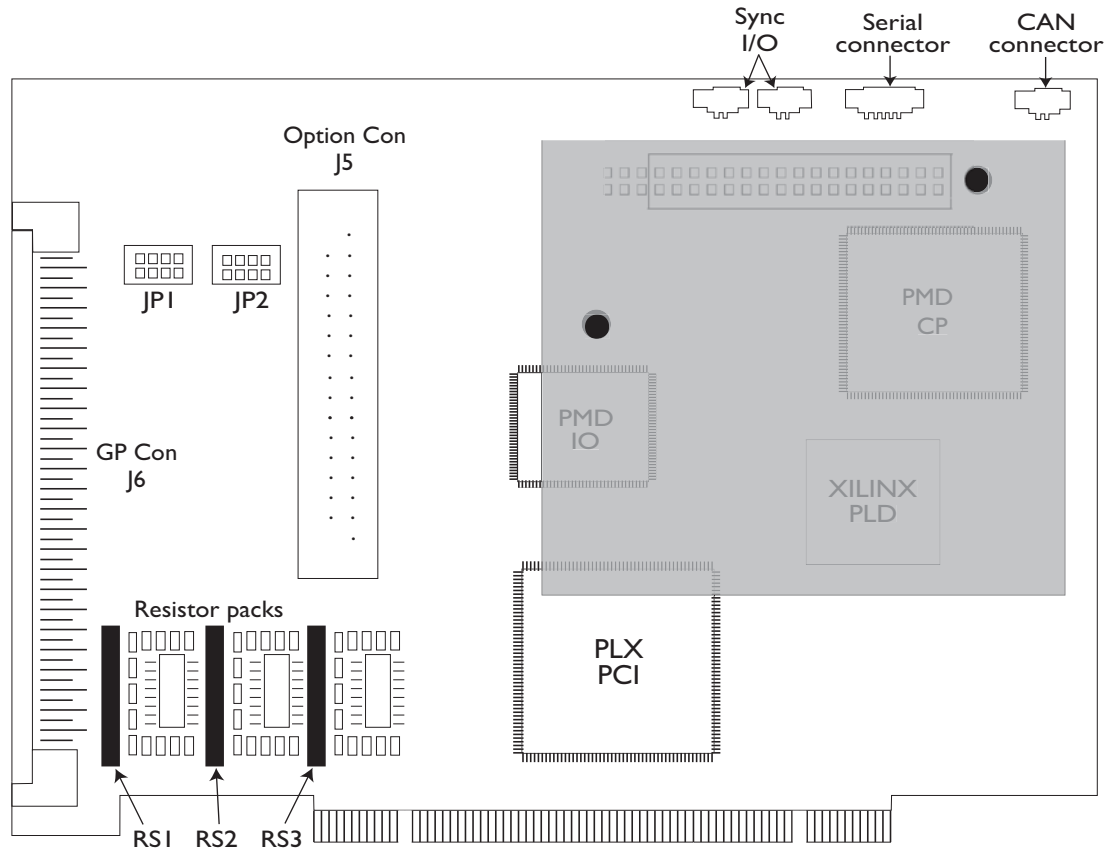 Sync
I/O
Serial
connector
CAN
connector
Option Con
J5
JP1
JP2
PMD
CP
PMD
IO
GP Con
J6
XILINX
PLD
Resistor packs
PLX
PCI
RS1
RS2
RS3